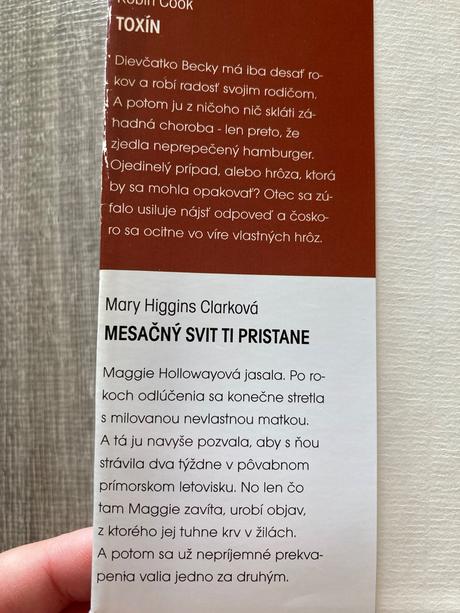 Robin Cook
TOXÍN
Dievčatko Becky má iba desať ro-
kov a robí radosť svojim rodičom.
A potom ju z ničoho nič skláti zá-
hadná choroba - len preto, že
zjedla neprepečený hamburger.
Ojedinelý prípad, alebo hrôza, ktorá
by sa mohla opakovať? Otec sa zú-
falo usiluje nájsť odpoveď a čosko-
ro sa ocitne vo víre vlastných hrôz.
Mary Higgins Clarková
MESAČNÝ SVIT TI PRISTANE
Maggie Hollowayová jasala. Po ro-
koch odlúčenia sa konečne stretla
s milovanou nevlastnou matkou.
A tá ju navyše pozvala, aby s ňou
strávila dva týždne v pôvabnom
prímorskom letovisku. No len čo
tam Maggie zavíta, urobí objav,
z ktorého jej tuhne krv v žilách.
A potom sa už nepríjemné prekva-
penia valia jedno za druhým.